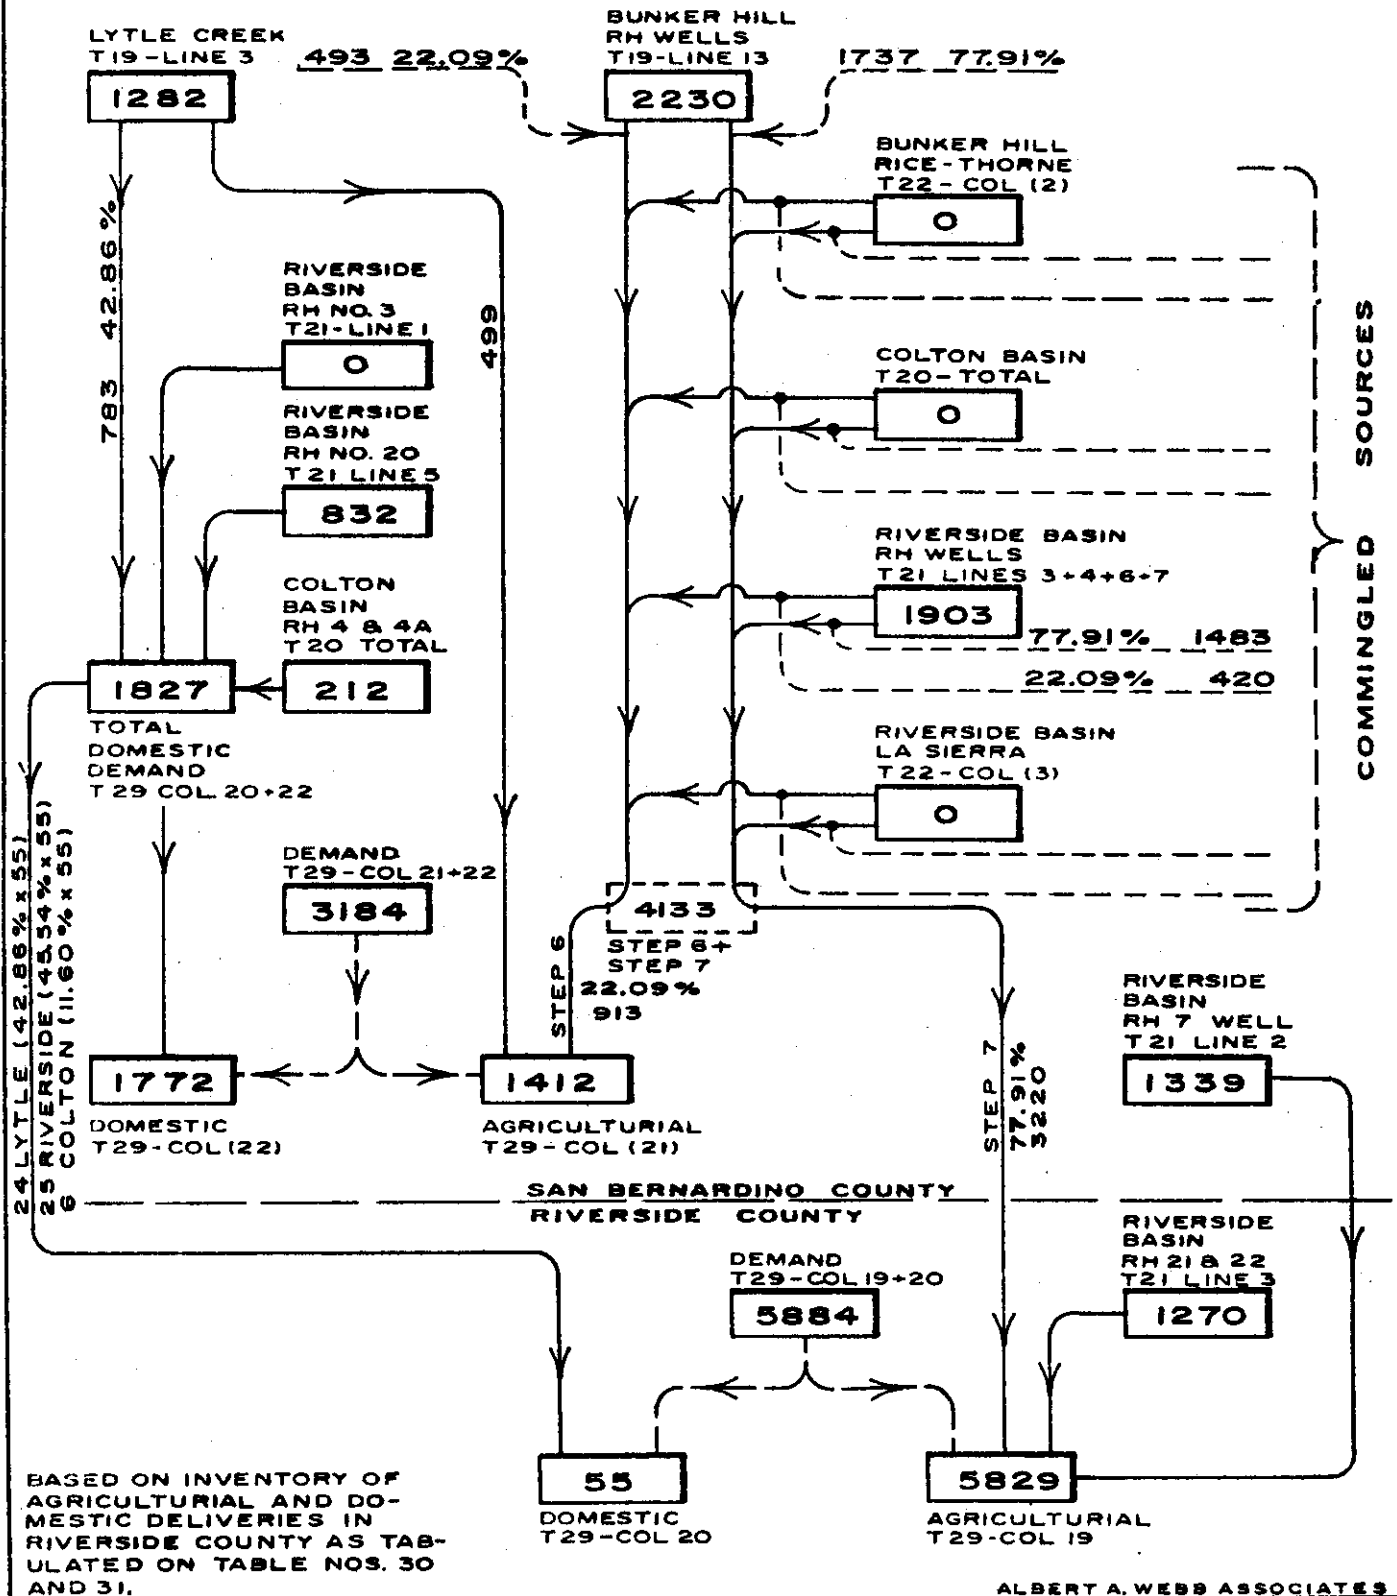 LYTLE CREEK
T19-LINE 3
1282
493 22.09%
BUNKER HILL
RH WELLS
T19-LINE 13
2230
1737 77.91%
BUNKER HILL
RICE-THORNE
T22-COL (2)
0
42.86%
783
499
RIVERSIDE
BASIN
RH NO. 3
T21-LINE 1
0
COLTON BASIN
T20-TOTAL
0
COMMINGLED SOURCES
RIVERSIDE
BASIN
RH NO. 20
T21 LINE 5
832
RIVERSIDE BASIN
RH WELLS
T21 LINES 3+4+6+7
1903
77.91% 1483
22.09% 420
COLTON
BASIN
RH 4 & 4A
T20 TOTAL
212
1827
TOTAL
DOMESTIC
DEMAND
T29 COL. 20+22
RIVERSIDE BASIN
LA SIERRA
T22-COL (3)
0
24 LYTLE (42.86% x 55)
25 RIVERSIDE (45.54% x 55)
6 COLTON (11.60% x 55)
DEMAND
T29-COL 21+22
3184
4133
STEP 6+
STEP 7
STEP 6
22.09%
913
STEP 7
77.91%
3220
RIVERSIDE
BASIN
RH 7 WELL
T21 LINE 2
1339
1772
DOMESTIC
T29-COL (22)
1412
AGRICULTURIAL
T29-COL (21)
SAN BERNARDINO COUNTY
RIVERSIDE COUNTY
DEMAND
T29-COL 19+20
5884
RIVERSIDE
BASIN
RH 21 & 22
T21 LINE 3
1270
55
DOMESTIC
T29-COL 20
5829
AGRICULTURIAL
T29-COL 19
BASED ON INVENTORY OF
AGRICULTURIAL AND DO-
MESTIC DELIVERIES IN
RIVERSIDE COUNTY AS TAB-
ULATED ON TABLE NOS. 30
AND 31.
ALBERT A. WEBB ASSOCIATES